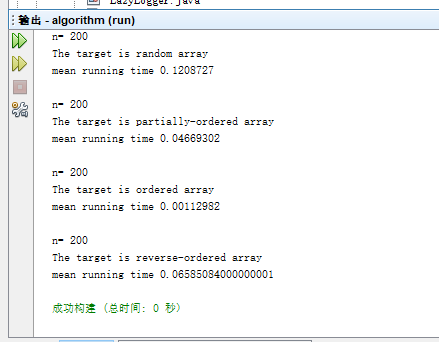 LazyLogger.java
输出 - algorithm (run)
n= 200
The target is random array
mean running time 0.1208727
n= 200
The target is partially-ordered array
mean running time 0.04669302
n= 200
The target is ordered array
mean running time 0.00112982
n= 200
The target is reverse-ordered array
mean running time 0.06585084000000001
成功构建 (总时间: 0 秒)